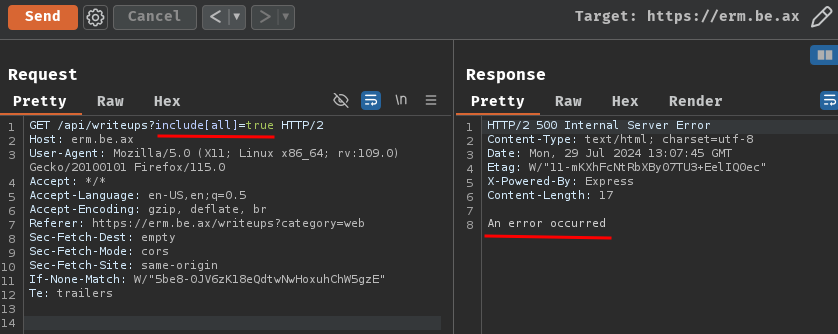 Send Cancel < > Target: https://erm.be.ax
Request
Pretty Raw Hex \n
1 GET /api/writeups?include[all]=true HTTP/2
2 Host: erm.be.ax
3 User-Agent: Mozilla/5.0 (X11; Linux x86_64; rv:109.0)
Gecko/20100101 Firefox/115.0
4 Accept: */*
5 Accept-Language: en-US,en;q=0.5
6 Accept-Encoding: gzip, deflate, br
7 Referer: https://erm.be.ax/writeups?category=web
8 Sec-Fetch-Dest: empty
9 Sec-Fetch-Mode: cors
10 Sec-Fetch-Site: same-origin
11 If-None-Match: W/"5be8-0JV6zKl8eQdtwNwHoxuhChW5gzE"
12 Te: trailers
13
14
Response
Pretty Raw Hex Render
1 HTTP/2 500 Internal Server Error
2 Content-Type: text/html; charset=utf-8
3 Date: Mon, 29 Jul 2024 13:07:45 GMT
4 Etag: W/"11-mKXhFcNtRbXBy07TU3+EelIQ0ec"
5 X-Powered-By: Express
6 Content-Length: 17
7
8 An error occurred